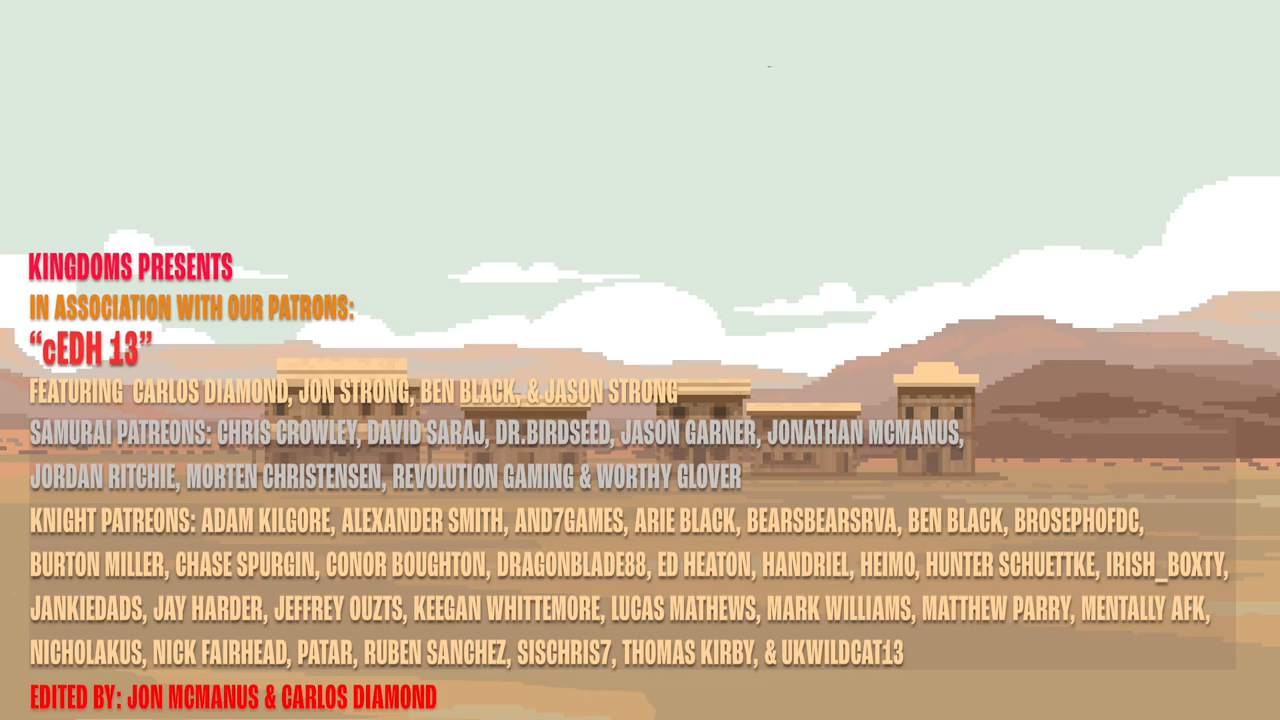 KINGDOMS PRESENTS
IN ASSOCIATION WITH OUR PATRONS:
“cEDH 13”
FEATURING CARLOS DIAMOND, JON STRONG, BEN BLACK, & JASON STRONG
SAMURAI PATREONS: CHRIS CROWLEY, DAVID SARAJ, DR.BIRDSEED, JASON GARNER, JONATHAN MCMANUS,
JORDAN RITCHIE, MORTEN CHRISTENSEN, REVOLUTION GAMING & WORTHY GLOVER
KNIGHT PATREONS: ADAM KILGORE, ALEXANDER SMITH, AND7GAMES, ARIE BLACK, BEARSBEARSRVA, BEN BLACK, BROSEPHOFDC,
BURTON MILLER, CHASE SPURGIN, CONOR BOUGHTON, DRAGONBLADE88, ED HEATON, HANDRIEL, HEIMO, HUNTER SCHUETTKE, IRISH_BOXTY,
JANKIEDADS, JAY HARDER, JEFFREY OUZTS, KEEGAN WHITTEMORE, LUCAS MATHEWS, MARK WILLIAMS, MATTHEW PARRY, MENTALLY AFK,
NICHOLAKUS, NICK FAIRHEAD, PATAR, RUBEN SANCHEZ, SISCHRIS7, THOMAS KIRBY, & UKWILDCAT13
EDITED BY: JON MCMANUS & CARLOS DIAMOND